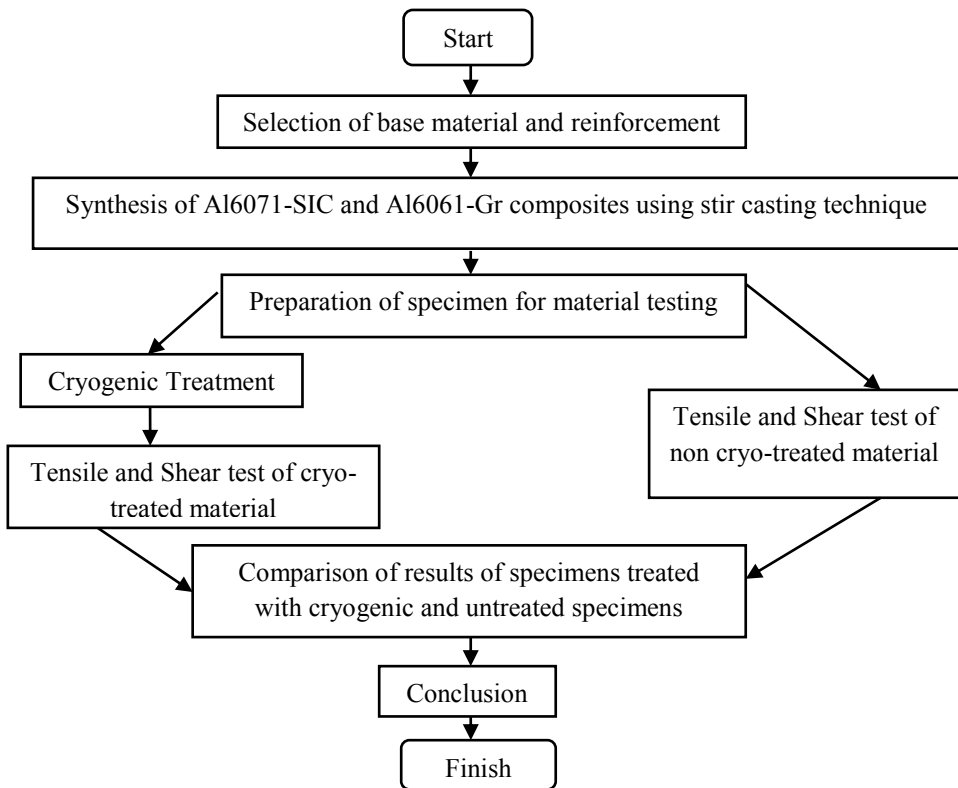 Start
Selection of base material and reinforcement
Synthesis of Al6071-SIC and Al6061-Gr composites using stir casting technique
Preparation of specimen for material testing
Cryogenic Treatment
Tensile and Shear test of cryo-
treated material
Tensile and Shear test of
non cryo-treated material
Comparison of results of specimens treated
with cryogenic and untreated specimens
Conclusion
Finish